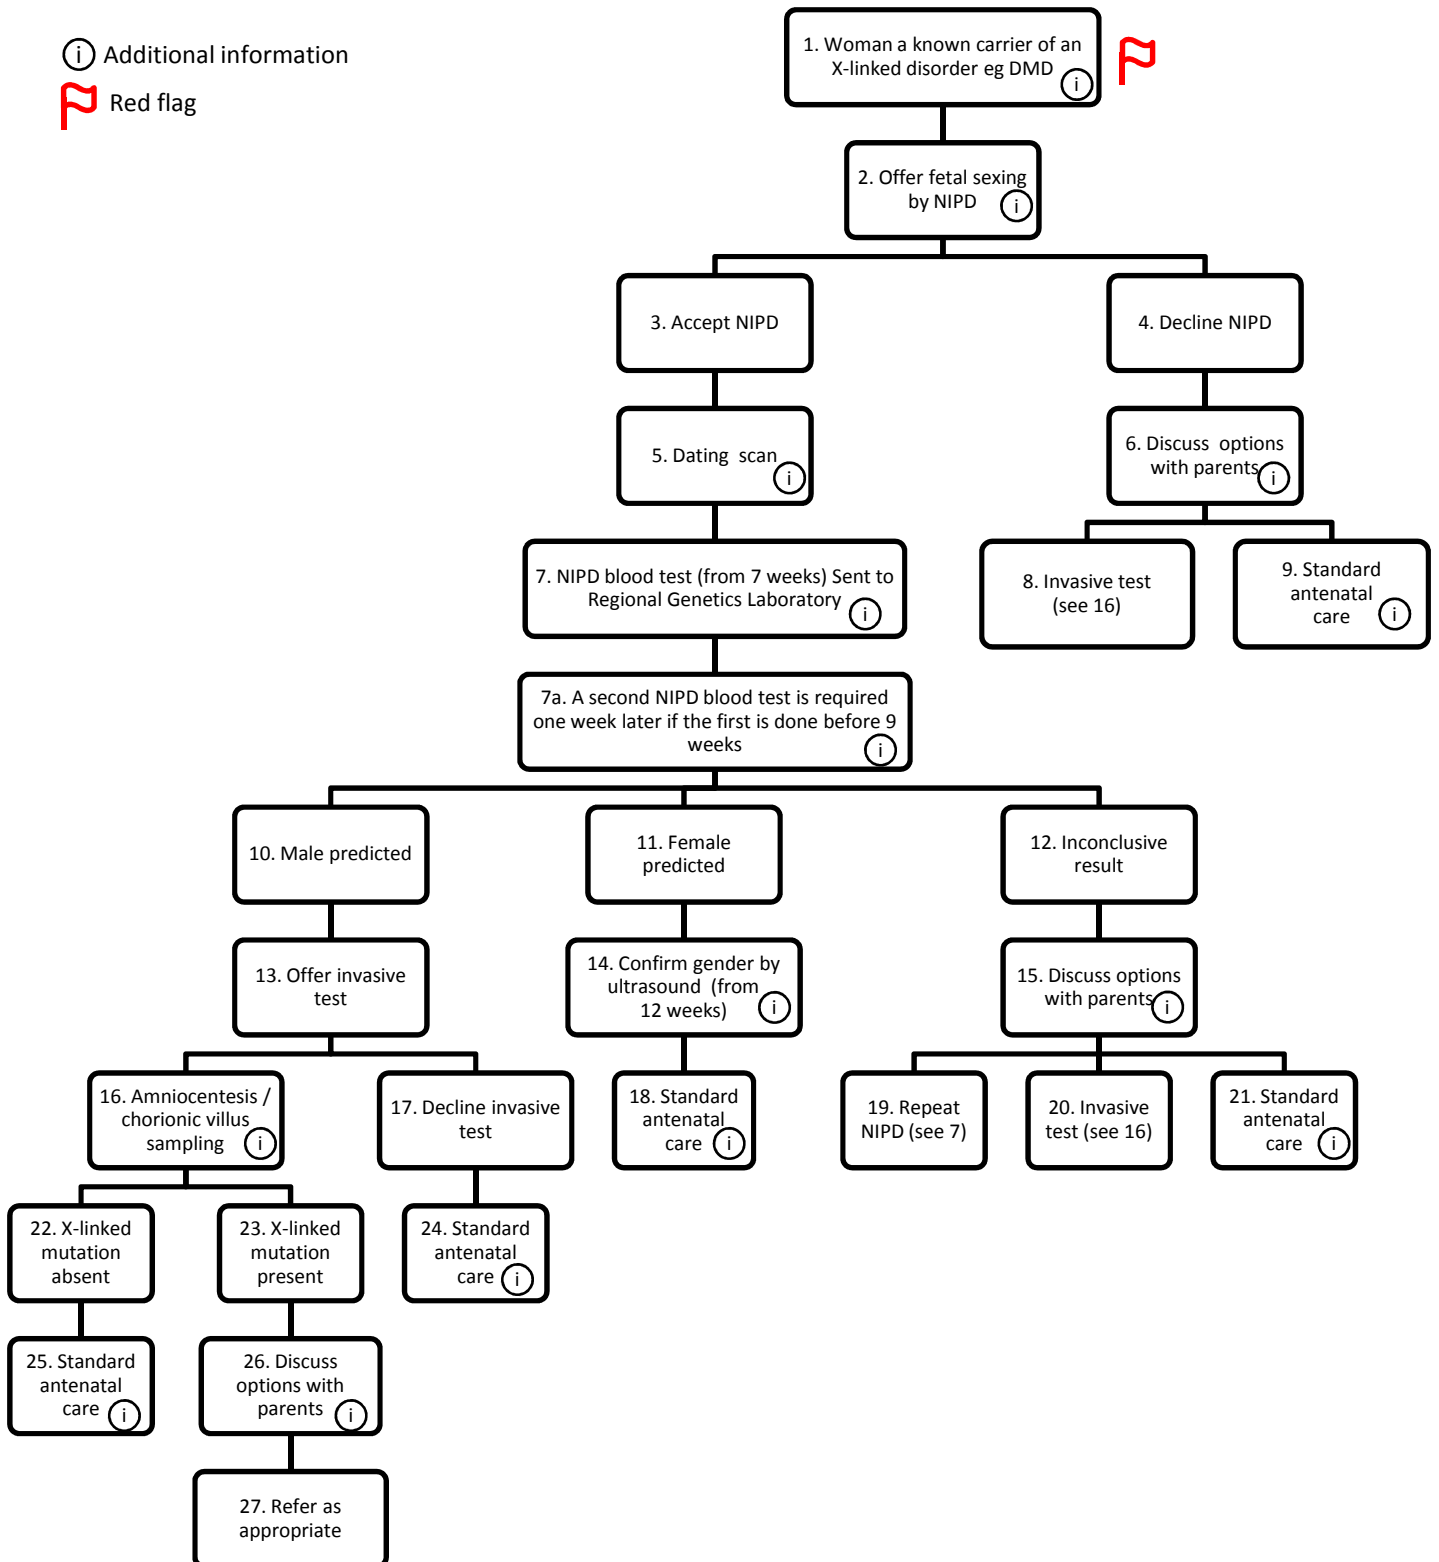 i Additional information
Red flag
1. Woman a known carrier of an
X-linked disorder eg DMD
i
2. Offer fetal sexing
by NIPD
i
3. Accept NIPD
4. Decline NIPD
5. Dating scan
i
6. Discuss options
with parents
i
7. NIPD blood test (from 7 weeks) Sent to
Regional Genetics Laboratory
i
8. Invasive test
(see 16)
9. Standard
antenatal
care
i
7a. A second NIPD blood test is required
one week later if the first is done before 9
weeks
i
10. Male predicted
11. Female
predicted
12. Inconclusive
result
13. Offer invasive
test
14. Confirm gender by
ultrasound (from
12 weeks)
i
15. Discuss options
with parents
i
16. Amniocentesis /
chorionic villus
sampling
i
17. Decline invasive
test
18. Standard
antenatal
care
i
19. Repeat
NIPD (see 7)
20. Invasive
test (see 16)
21. Standard
antenatal
care
i
22. X-linked
mutation
absent
23. X-linked
mutation
present
24. Standard
antenatal
care
i
25. Standard
antenatal
care
i
26. Discuss
options with
parents
i
27. Refer as
appropriate